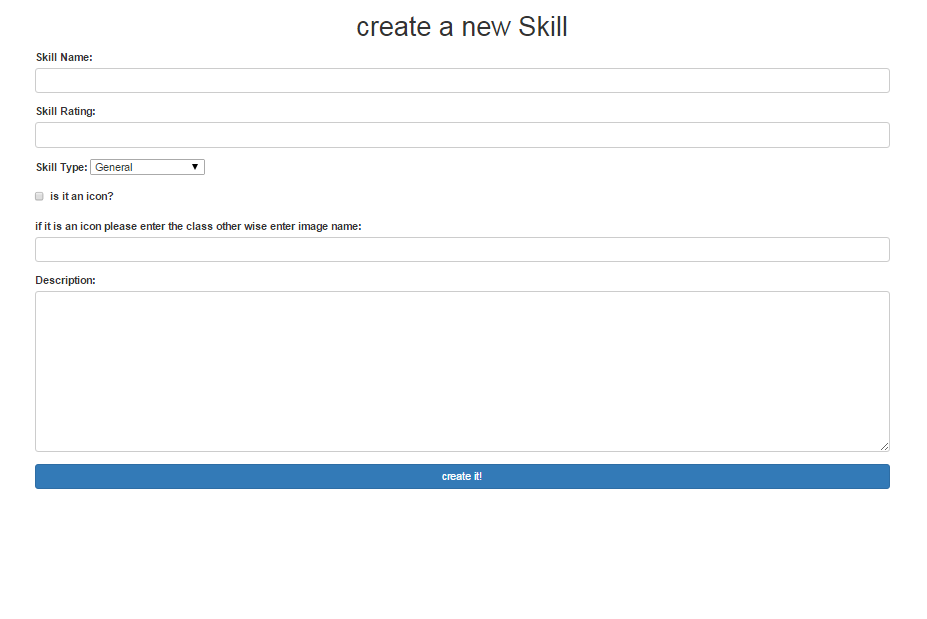 create a new Skill
Skill Name:
Skill Rating:
Skill Type: General
is it an icon?
if it is an icon please enter the class other wise enter image name:
Description:
create it!